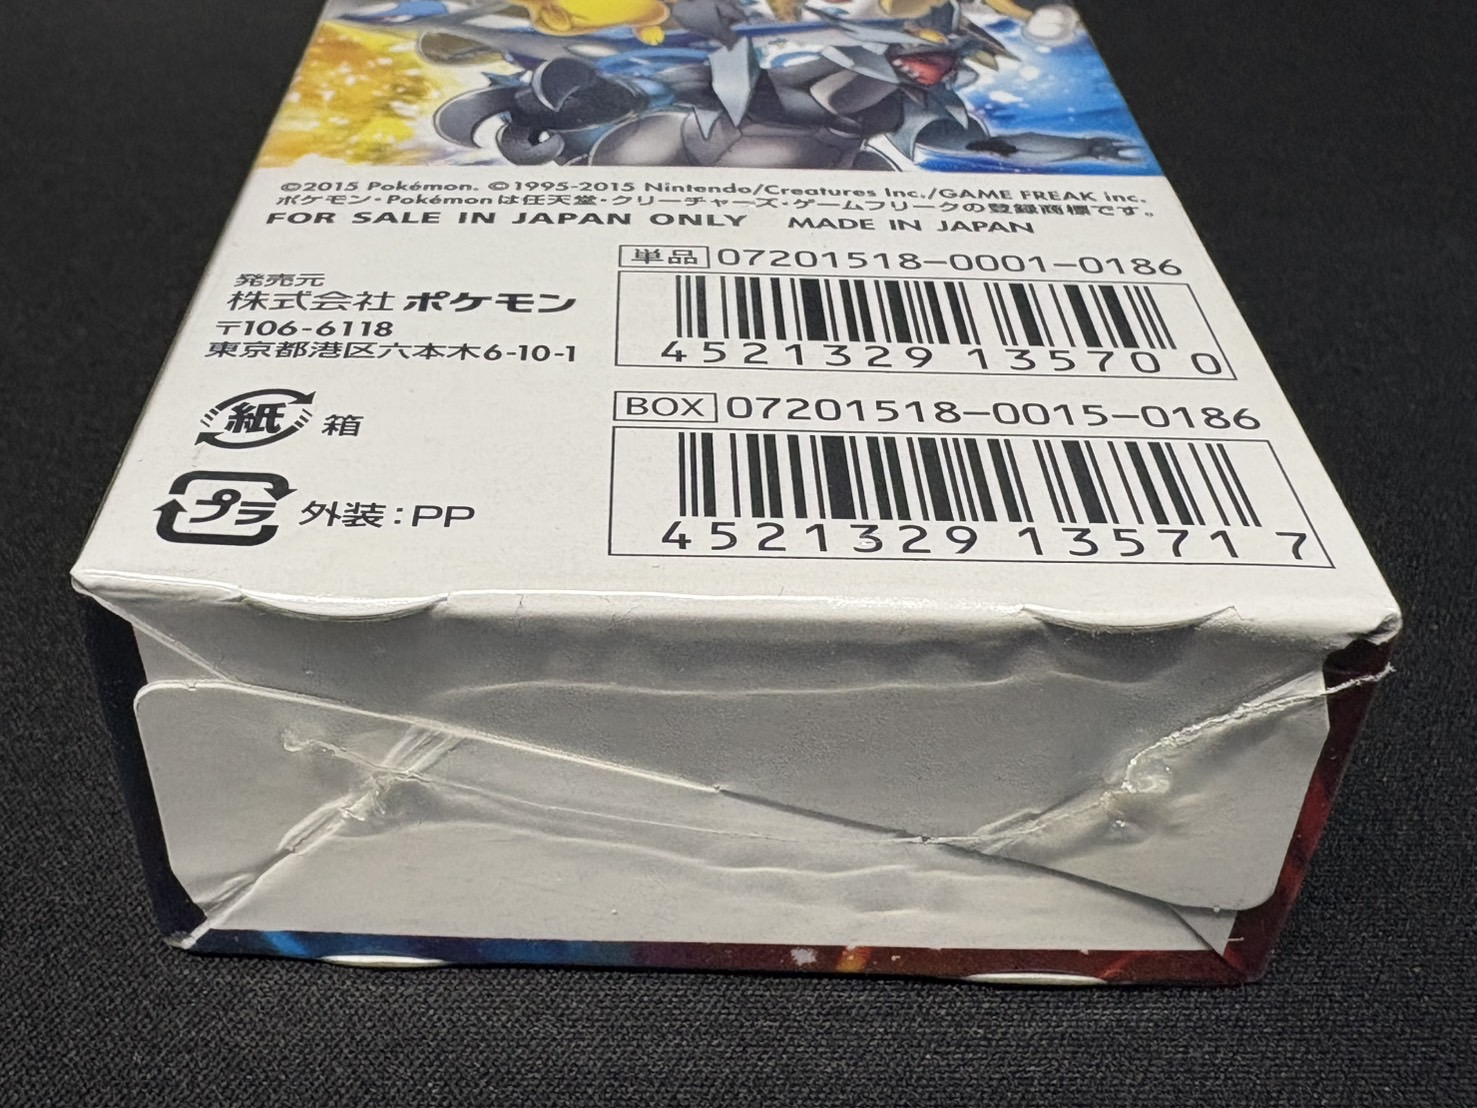 ©2015 Pokémon. ©1995-2015 Nintendo/Creatures Inc./GAME FREAK inc.
ポケモン・Pokémonは任天堂・クリーチャーズ・ゲームフリークの登録商標です。
FOR SALE IN JAPAN ONLY MADE IN JAPAN
単品 07201518-0001-0186
4521329135700
発売元
株式会社ポケモン
〒106-6118
東京都港区六本木6-10-1
BOX 07201518-0015-0186
4521329135717
紙 箱
プラ 外装:PP